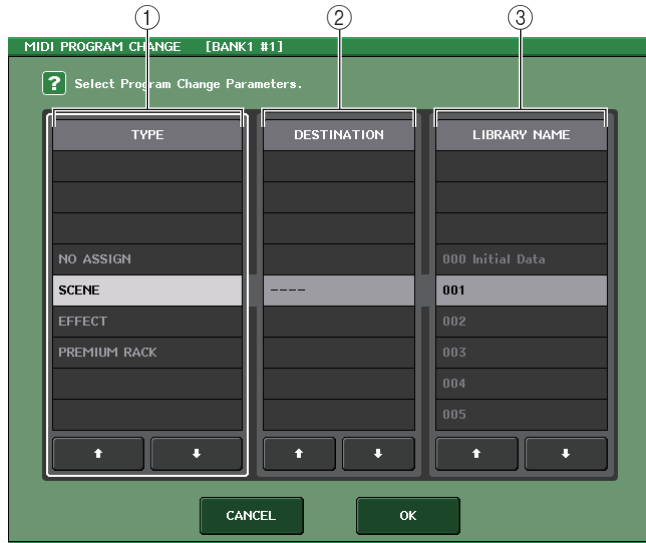 ① ② ③
MIDI PROGRAM CHANGE [BANK1 #1]
? Select Program Change Parameters.
TYPE DESTINATION LIBRARY NAME
NO ASSIGN 000 Initial Data
SCENE ---- 001
EFFECT 002
PREMIUM RACK 003
004
005
CANCEL OK